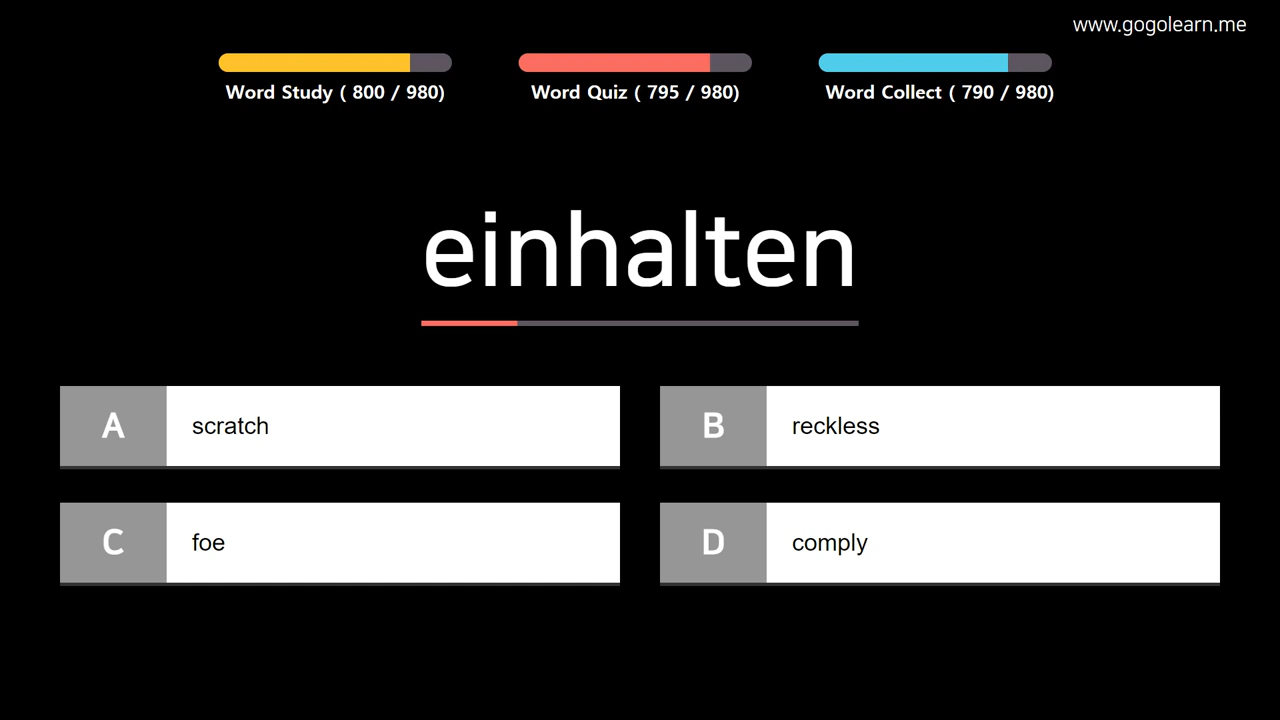 www.gogolearn.me
Word Study ( 800 / 980)
Word Quiz ( 795 / 980)
Word Collect ( 790 / 980)
einhalten
A scratch
B reckless
C foe
D comply